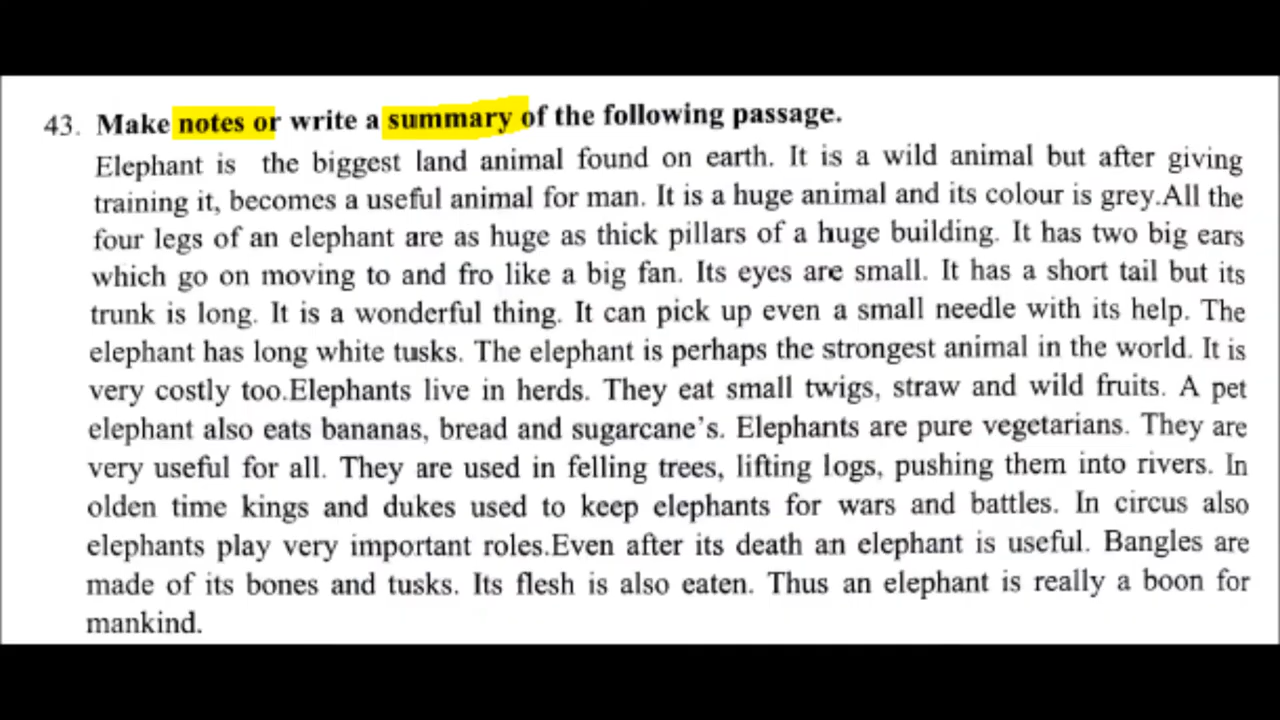 43. Make notes or write a summary of the following passage.
Elephant is the biggest land animal found on earth. It is a wild animal but after giving
training it, becomes a useful animal for man. It is a huge animal and its colour is grey.All the
four legs of an elephant are as huge as thick pillars of a huge building. It has two big ears
which go on moving to and fro like a big fan. Its eyes are small. It has a short tail but its
trunk is long. It is a wonderful thing. It can pick up even a small needle with its help. The
elephant has long white tusks. The elephant is perhaps the strongest animal in the world. It is
very costly too.Elephants live in herds. They eat small twigs, straw and wild fruits. A pet
elephant also eats bananas, bread and sugarcane's. Elephants are pure vegetarians. They are
very useful for all. They are used in felling trees, lifting logs, pushing them into rivers. In
olden time kings and dukes used to keep elephants for wars and battles. In circus also
elephants play very important roles.Even after its death an elephant is useful. Bangles are
made of its bones and tusks. Its flesh is also eaten. Thus an elephant is really a boon for
mankind.